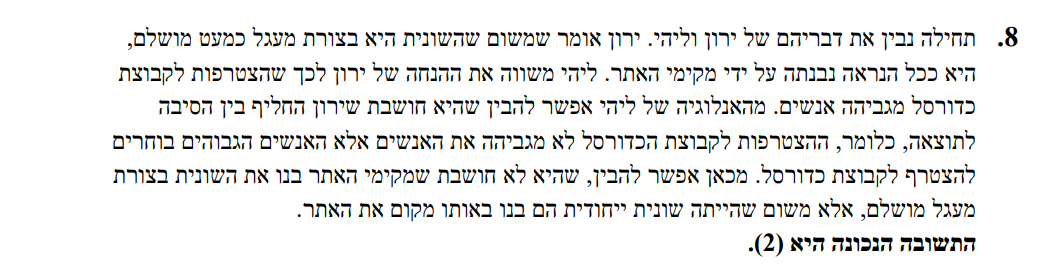 8. תחילה נבין את דבריהם של ירון וליהי. ירון אומר שמשום שהשונית היא בצורת מעגל כמעט מושלם,
היא ככל הנראה נבנתה על ידי מקימי האתר. ליהי משווה את ההנחה של ירון לכך שהצטרפות לקבוצת
כדורסל מגביהה אנשים. מהאנלוגיה של ליהי אפשר להבין שהיא חושבת שירון החליף בין הסיבה
לתוצאה, כלומר, ההצטרפות לקבוצת הכדורסל לא מגביהה את האנשים אלא האנשים הגבוהים בוחרים
להצטרף לקבוצת כדורסל. מכאן אפשר להבין, שהיא לא חושבת שמקימי האתר בנו את השונית בצורת
מעגל מושלם, אלא משום שהייתה שונית ייחודית הם בנו באותו מקום את האתר.
התשובה הנכונה היא (2).